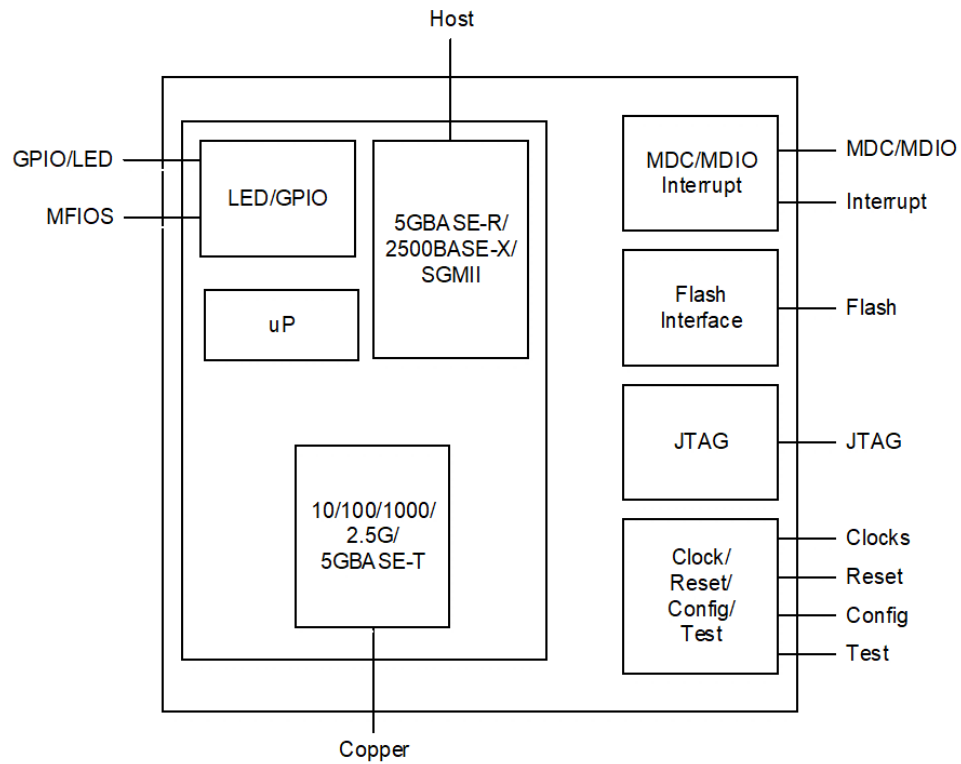 Host
GPIO/LED
MFIOS
LED/GPIO
5GBASE-R/
2500BASE-X/
SGMII
uP
10/100/1000/
2.5G/
5GBASE-T
Copper
MDC/MDIO
Interrupt
MDC/MDIO
Interrupt
Flash
Interface
Flash
JTAG
JTAG
Clock/
Reset/
Config/
Test
Clocks
Reset
Config
Test